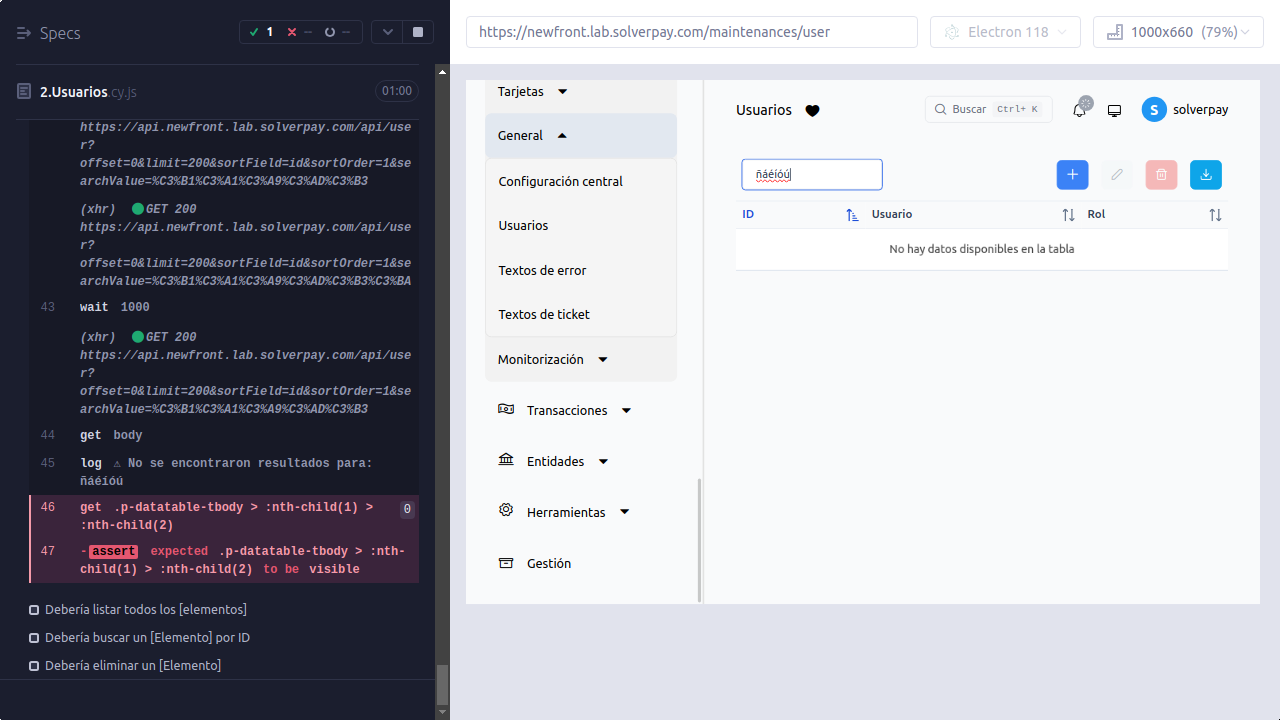 Specs
1
--
--
2.Usuarios.cy.js
01:00
https://api.newfront.lab.solverpay.com/api/use
r?
offset=0&limit=200&sortField=id&sortOrder=1&se
archValue=%C3%B1%C3%A1%C3%A9%C3%AD%C3%B3
(xhr) GET 200
https://api.newfront.lab.solverpay.com/api/use
r?
offset=0&limit=200&sortField=id&sortOrder=1&se
archValue=%C3%B1%C3%A1%C3%A9%C3%AD%C3%B3%C3%BA
43 wait 1000
(xhr) GET 200
https://api.newfront.lab.solverpay.com/api/use
r?
offset=0&limit=200&sortField=id&sortOrder=1&se
archValue=%C3%B1%C3%A1%C3%A9%C3%AD%C3%B3
44 get body
45 log ⚠ No se encontraron resultados para:
ñáéíóú
46 get .p-datatable-tbody > :nth-child(1) > 0
:nth-child(2)
47 -assert expected .p-datatable-tbody > :nth-
child(1) > :nth-child(2) to be visible
Debería listar todos los [elementos]
Debería buscar un [Elemento] por ID
Debería eliminar un [Elemento]
https://newfront.lab.solverpay.com/maintenances/user
Electron 118
1000x660 (79%)
Tarjetas
General
Configuración central
Usuarios
Textos de error
Textos de ticket
Monitorización
Transacciones
Entidades
Herramientas
Gestión
Usuarios
Buscar Ctrl+ K
S solverpay
ñáéíóú
ID Usuario Rol
No hay datos disponibles en la tabla